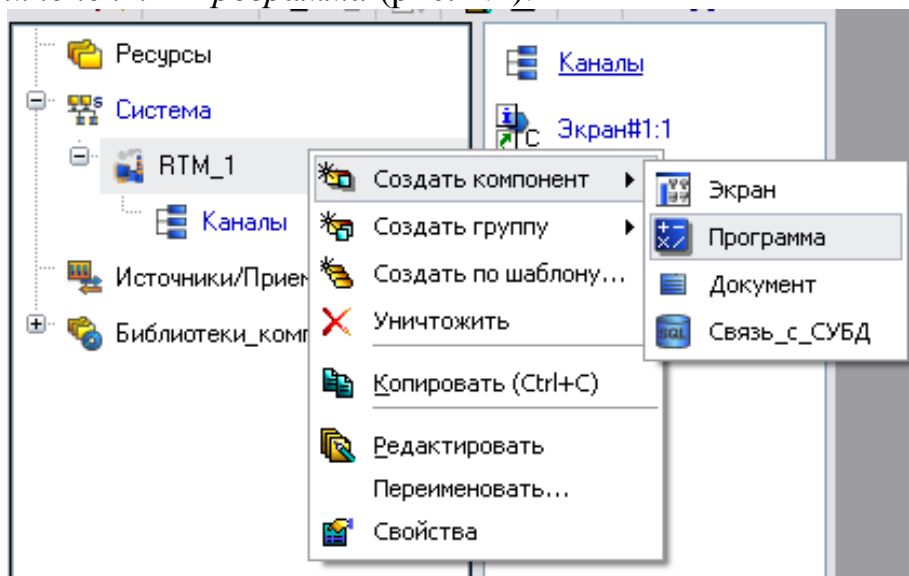 Программа
Ресурсы
Система
RTM_1
Каналы
Источники/Прием
Библиотеки_комп
Каналы
Экран#1:1
Создать компонент
Создать группу
Создать по шаблону...
Уничтожить
Копировать (Ctrl+C)
Редактировать
Переименовать...
Свойства
Экран
Программа
Документ
Связь_с_СУБД